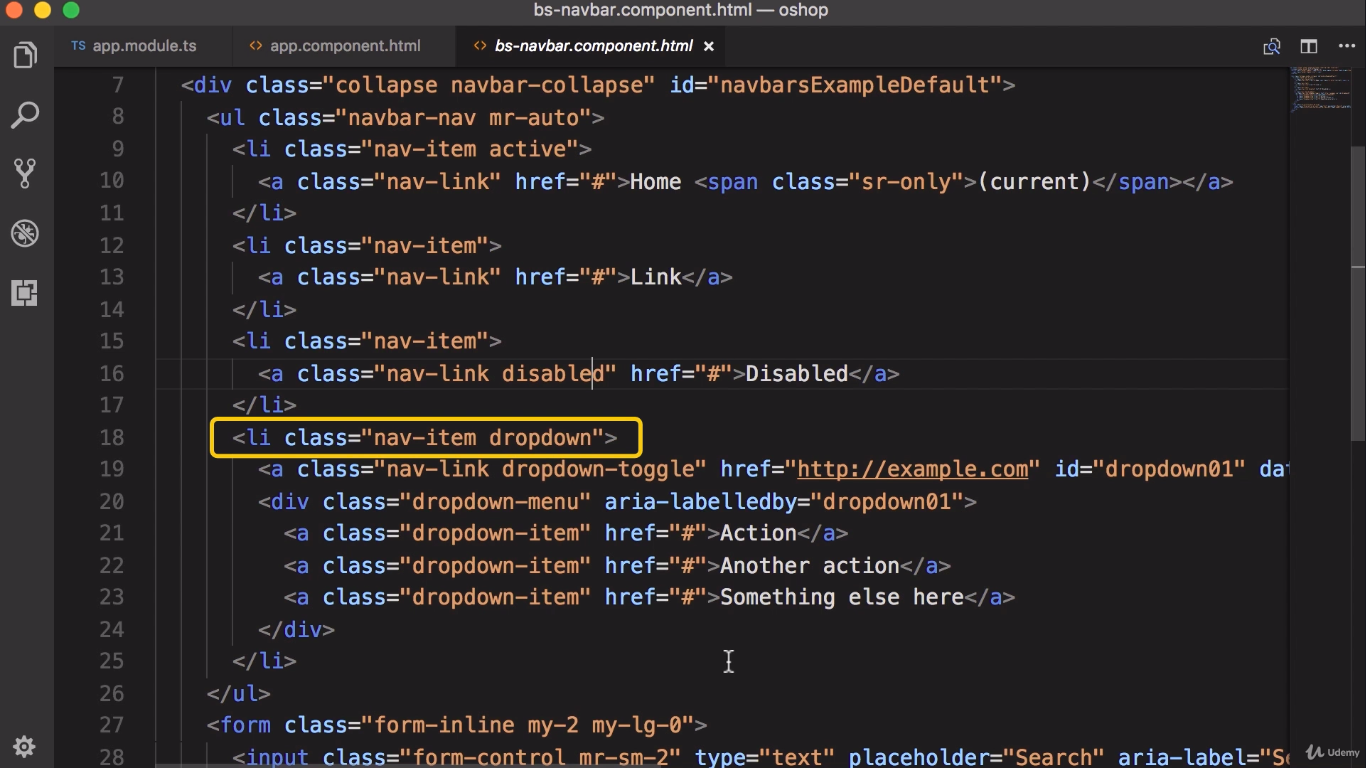 bs-navbar.component.html — oshop
TS app.module.ts <> app.component.html <> bs-navbar.component.html ×
7 <div class="collapse navbar-collapse" id="navbarsExampleDefault">
8 <ul class="navbar-nav mr-auto">
9 <li class="nav-item active">
10 <a class="nav-link" href="#">Home <span class="sr-only">(current)</span></a>
11 </li>
12 <li class="nav-item">
13 <a class="nav-link" href="#">Link</a>
14 </li>
15 <li class="nav-item">
16 <a class="nav-link disabled" href="#">Disabled</a>
17 </li>
18 <li class="nav-item dropdown">
19 <a class="nav-link dropdown-toggle" href="http://example.com" id="dropdown01" dat
20 <div class="dropdown-menu" aria-labelledby="dropdown01">
21 <a class="dropdown-item" href="#">Action</a>
22 <a class="dropdown-item" href="#">Another action</a>
23 <a class="dropdown-item" href="#">Something else here</a>
24 </div>
25 </li>
26 </ul>
27 <form class="form-inline my-2 my-lg-0">
28 <input class="form-control mr-sm-2" type="text" placeholder="Search" aria-label="Se
Udemy